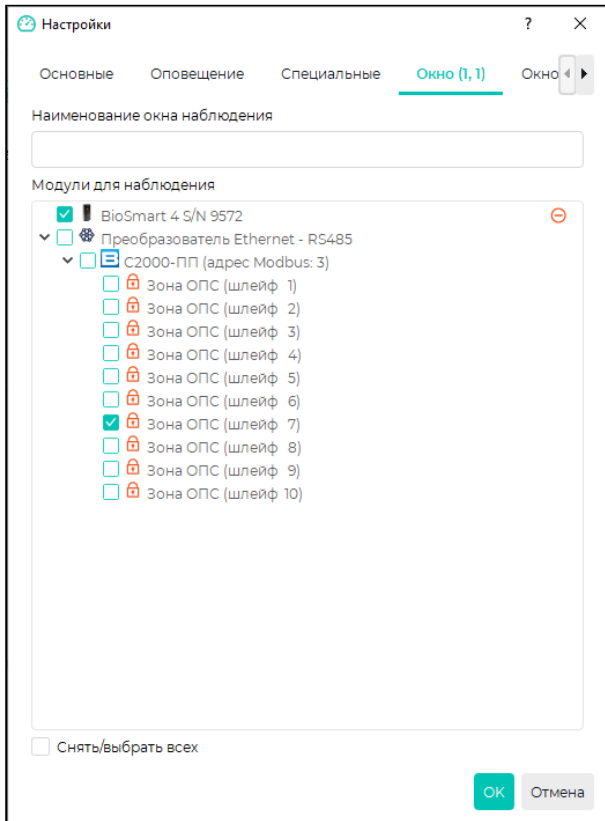 Настройки
?
Основные Оповещение Специальные Окно (1, 1) Окно
Наименование окна наблюдения
Модули для наблюдения
BioSmart 4 S/N 9572
Преобразователь Ethernet - RS485
С2000-ПП (адрес Modbus: 3)
Зона ОПС (шлейф 1)
Зона ОПС (шлейф 2)
Зона ОПС (шлейф 3)
Зона ОПС (шлейф 4)
Зона ОПС (шлейф 5)
Зона ОПС (шлейф 6)
Зона ОПС (шлейф 7)
Зона ОПС (шлейф 8)
Зона ОПС (шлейф 9)
Зона ОПС (шлейф 10)
Снять/выбрать всех
OK Отмена